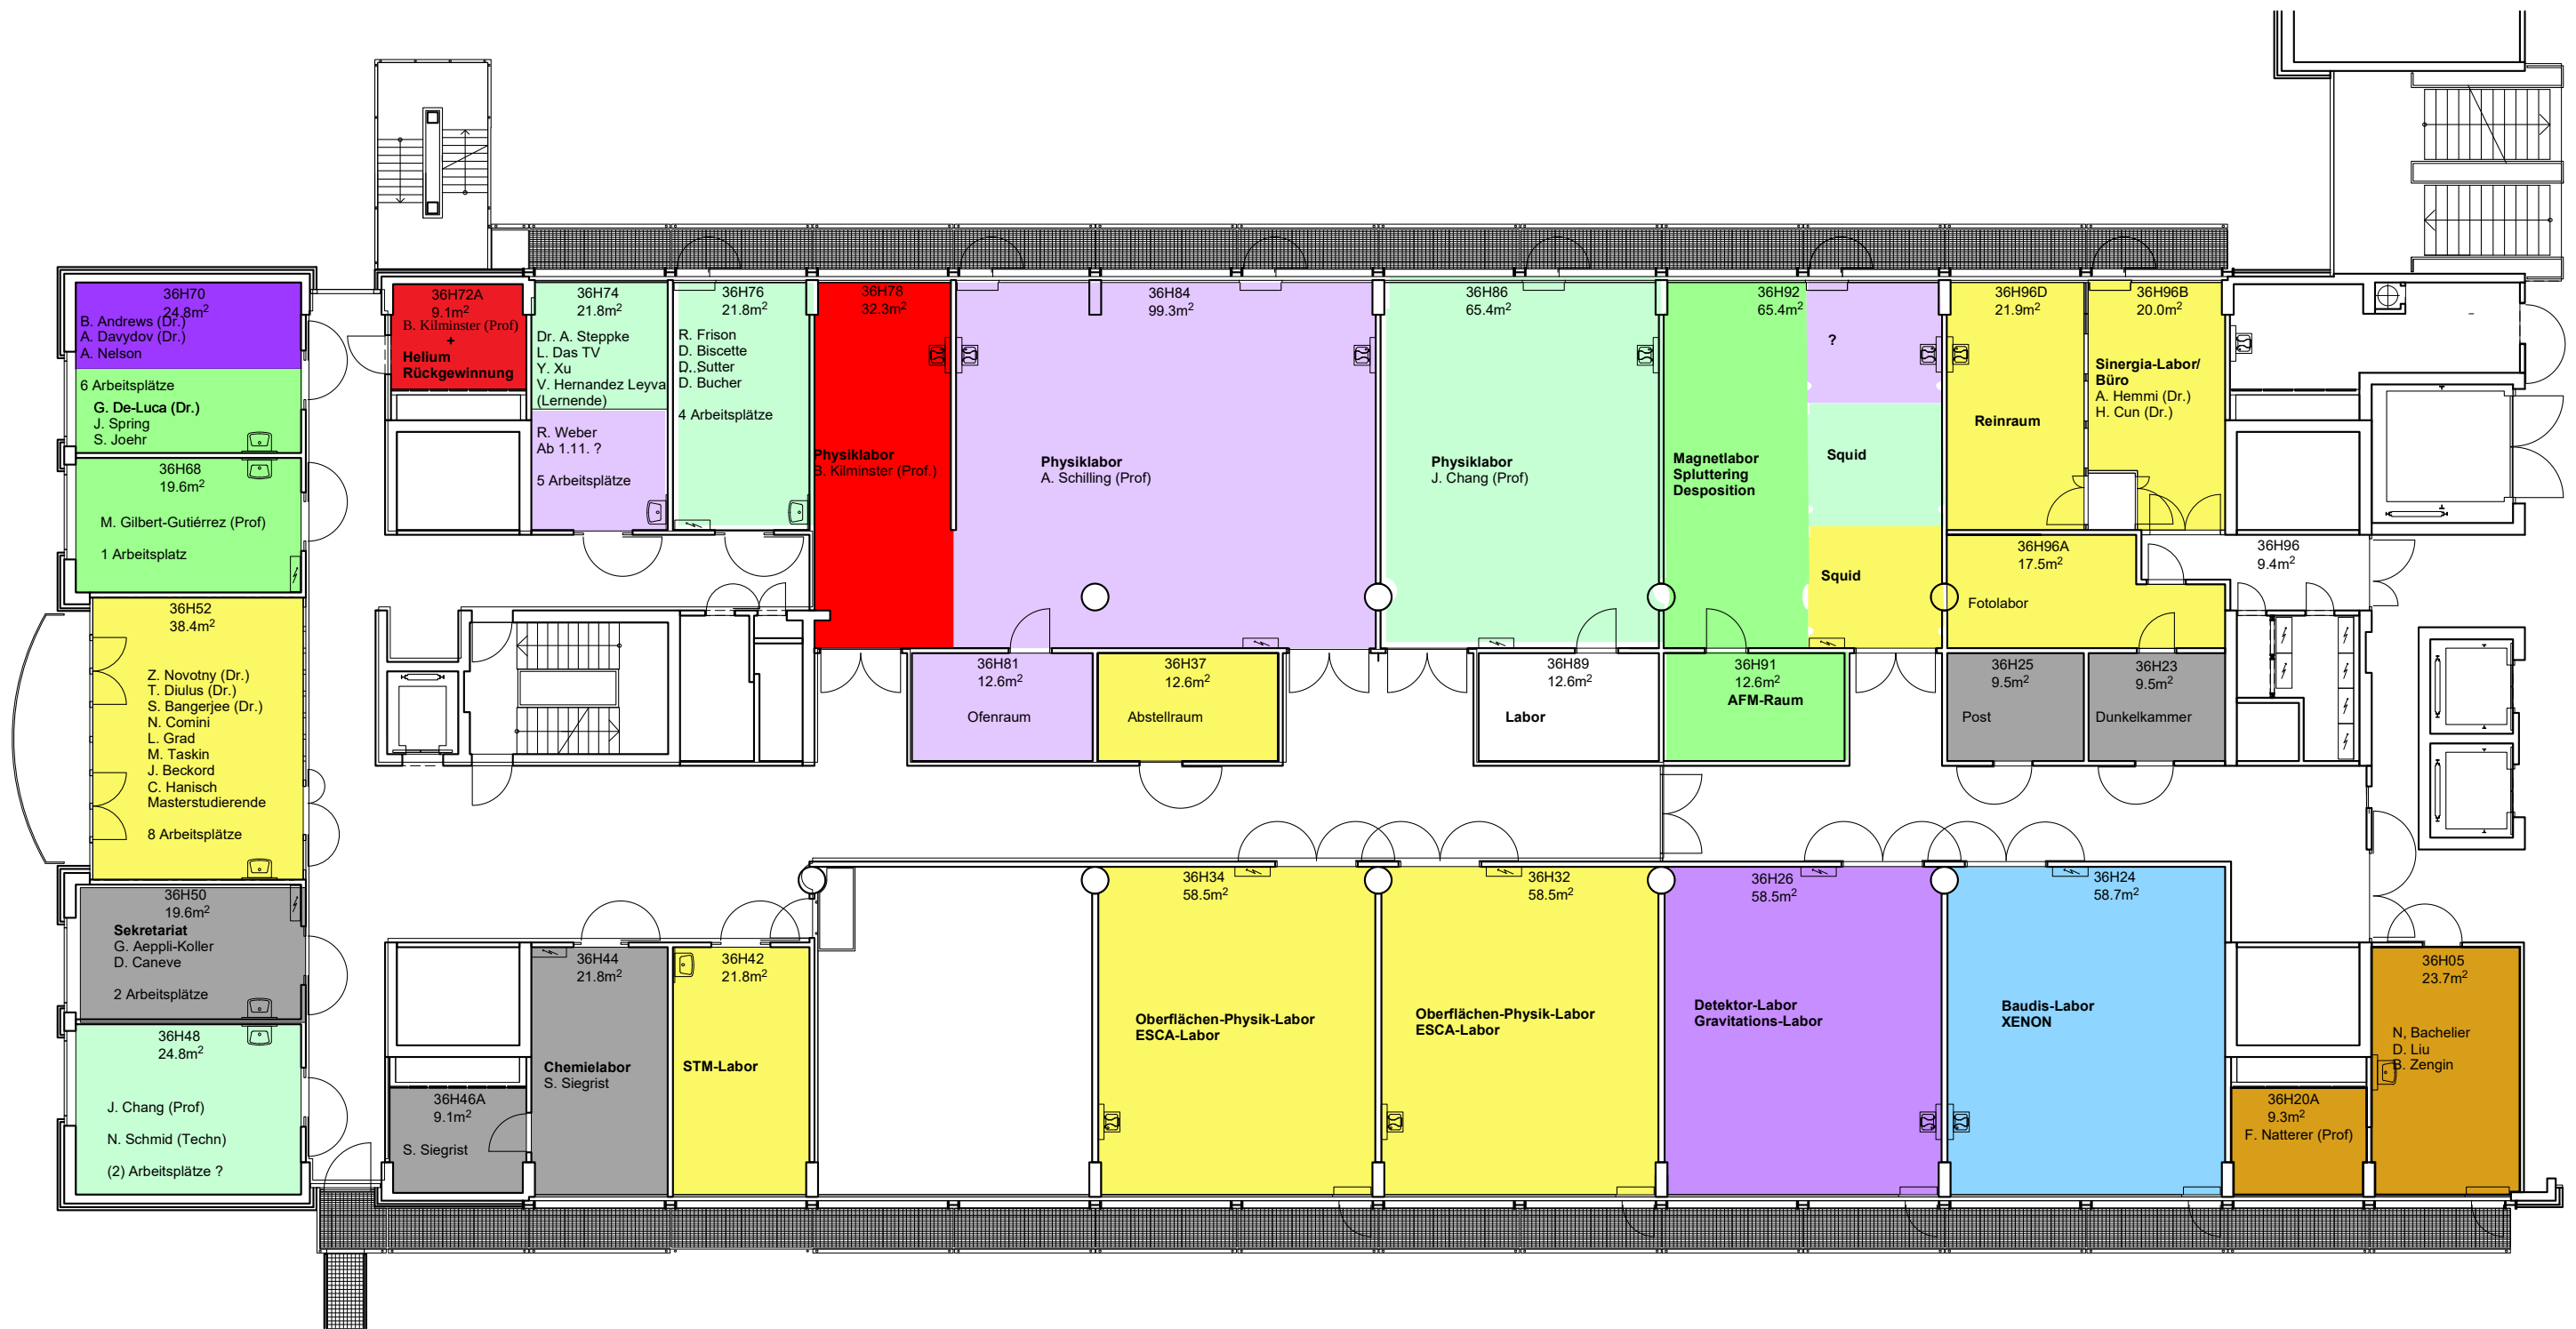 36H70
24.8m²
B. Andrews (Dr.)
A. Davydov (Dr.)
A. Nelson
6 Arbeitsplätze
G. De-Luca (Dr.)
J. Spring
S. Joehr
36H68
19.6m²
M. Gilbert-Gutiérrez (Prof)
1 Arbeitsplatz
36H52
38.4m²
Z. Novotny (Dr.)
T. Diulus (Dr.)
S. Bangerjee (Dr.)
N. Comini
L. Grad
M. Taskin
J. Beckord
C. Hanisch
Masterstudierende
8 Arbeitsplätze
36H50
19.6m²
Sekretariat
G. Aeppli-Koller
D. Caneve
2 Arbeitsplätze
36H48
24.8m²
J. Chang (Prof)
N. Schmid (Techn)
(2) Arbeitsplätze ?
36H72A
9.1m²
B. Kilminster (Prof)
+
Helium
Rückgewinnung
36H74
21.8m²
Dr. A. Steppke
L. Das TV
Y. Xu
V. Hernandez Leyva
(Lernende)
R. Weber
Ab 1.11. ?
5 Arbeitsplätze
36H76
21.8m²
R. Frison
D. Biscette
D. Sutter
D. Bucher
4 Arbeitsplätze
36H78
32.3m²
Physiklabor
B. Kilminster (Prof.)
36H84
99.3m²
Physiklabor
A. Schilling (Prof)
36H86
65.4m²
Physiklabor
J. Chang (Prof)
36H92
65.4m²
?
Magnetlabor
Spluttering
Desposition
Squid
Squid
36H96D
21.9m²
Reinraum
36H96B
20.0m²
Sinergia-Labor/
Büro
A. Hemmi (Dr.)
H. Cun (Dr.)
36H96A
17.5m²
Fotolabor
36H96
9.4m²
36H81
12.6m²
Ofenraum
36H37
12.6m²
Abstellraum
36H89
12.6m²
Labor
36H91
12.6m²
AFM-Raum
36H25
9.5m²
Post
36H23
9.5m²
Dunkelkammer
36H46A
9.1m²
S. Siegrist
36H44
21.8m²
Chemielabor
S. Siegrist
36H42
21.8m²
STM-Labor
36H34
58.5m²
Oberflächen-Physik-Labor
ESCA-Labor
36H32
58.5m²
Oberflächen-Physik-Labor
ESCA-Labor
36H26
58.5m²
Detektor-Labor
Gravitations-Labor
36H24
58.7m²
Baudis-Labor
XENON
36H20A
9.3m²
F. Natterer (Prof)
36H05
23.7m²
N, Bachelier
D. Liu
B. Zengin